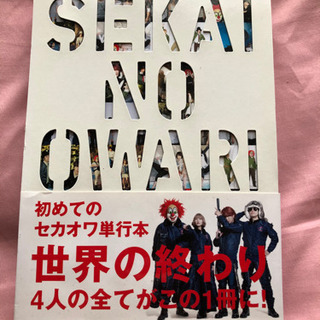 SEKAI
NO
OWARI
初めての
セカオワ単行本
世界の終わり
4人の全てがこの1冊に!